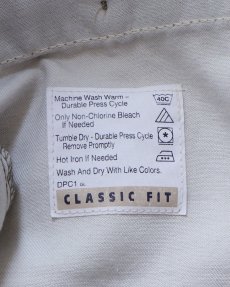 Machine Wash Warm -
Durable Press Cycle
40C
Only Non-Chlorine Bleach
If Needed
Tumble Dry - Durable Press Cycle
Remove Promptly
Hot Iron If Needed
Wash And Dry With Like Colors.
DPC1
CLASSIC FIT